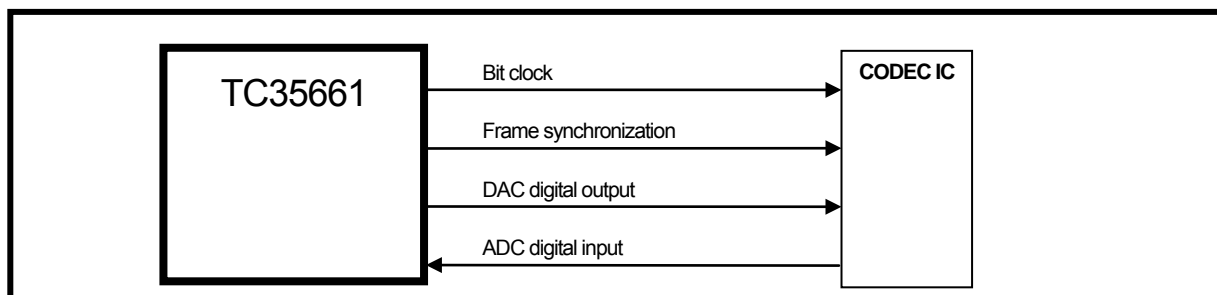 TC35661
Bit clock
CODEC IC
Frame synchronization
DAC digital output
ADC digital input